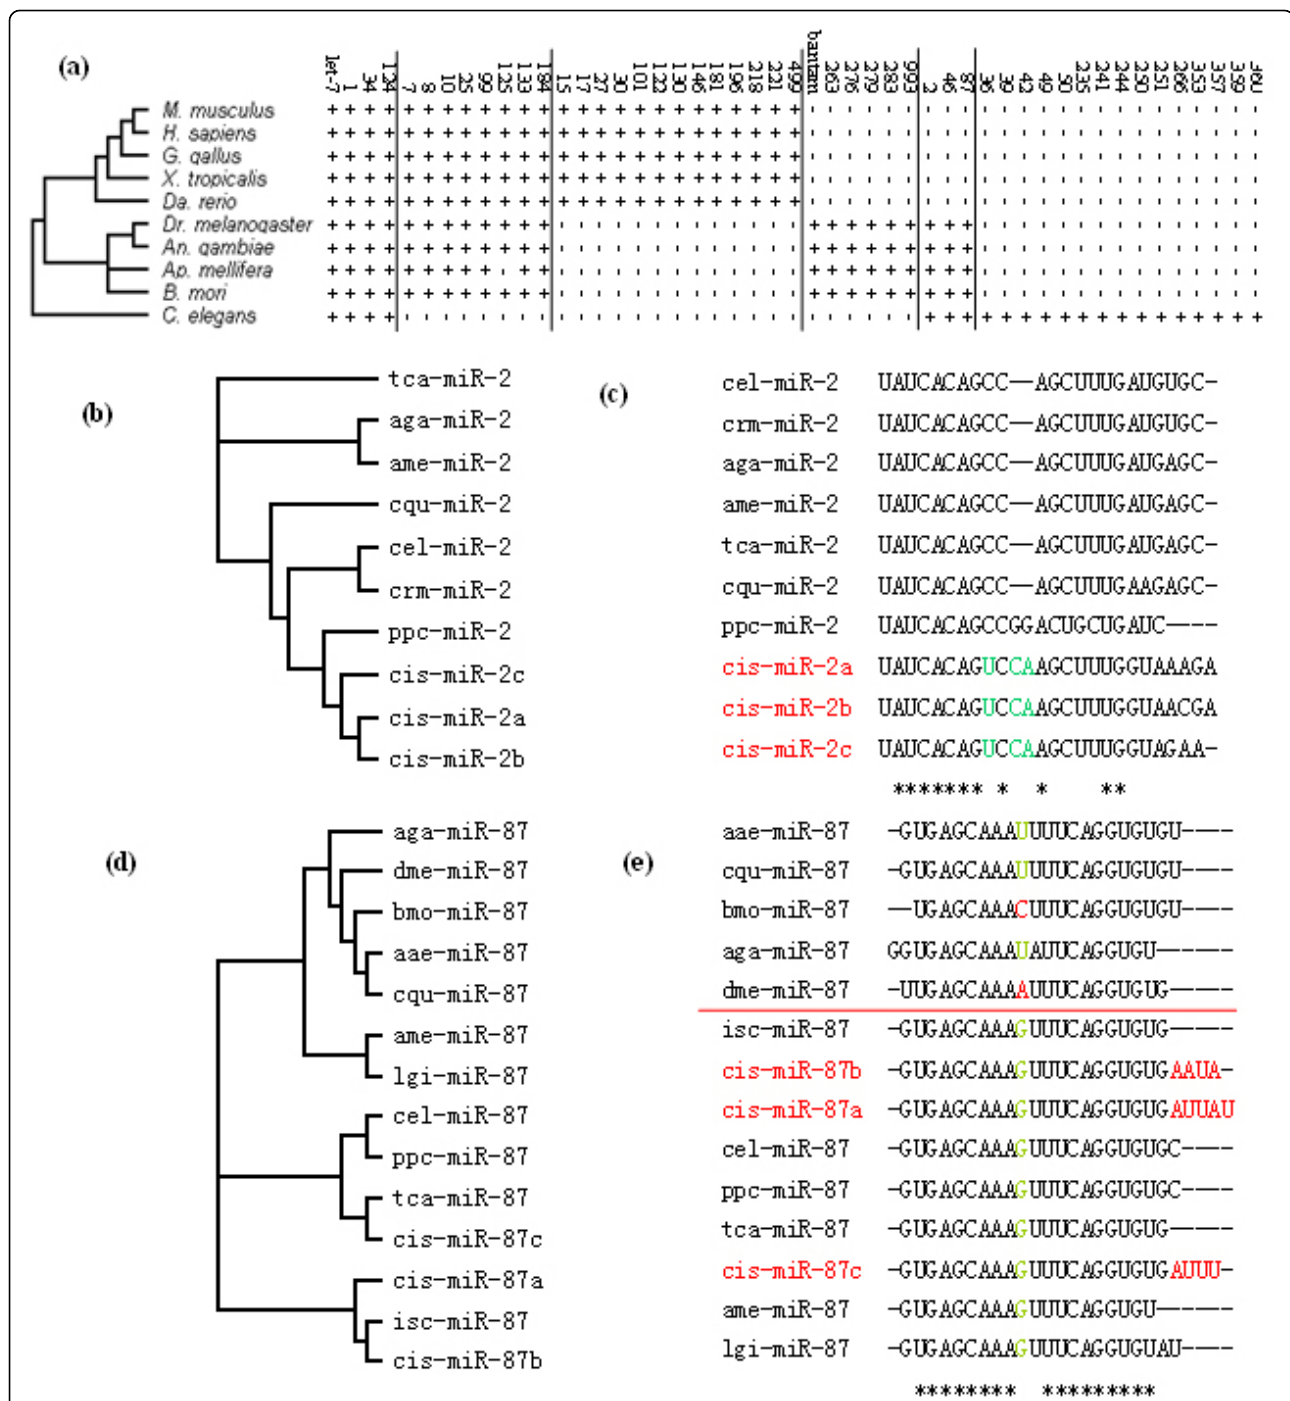 (a)
let-7 1 34 124 7 8 10 25 99 125 133 184 15 17 27 30 101 122 130 146 181 196 218 221 499 bantam 263 276 279 283 993 2 46 87 36 39 42 49 50 235 241 244 250 251 266 353 357 359 360
M. musculus + + + + + + + + + + + + + + + + + + + + + + + + + - - - - - - - - - - - - - - - - - - - - - - - -
H. sapiens + + + + + + + + + + + + + + + + + + + + + + + + + - - - - - - - - - - - - - - - - - - - - - - - -
G. gallus + + + + + + + + + + + + + + + + + + + + + + + + + - - - - - - - - - - - - - - - - - - - - - - - -
X. tropicalis + + + + + + + + + + + + + + + + + + + + + + + + + - - - - - - - - - - - - - - - - - - - - - - - -
Da. rerio + + + + + + + + + + + + + + + + + + + + + + + + + - - - - - - - - - - - - - - - - - - - - - - - -
Dr. melanogaster + + + + + + + + + + + + - - - - - - - - - - - - - + + + + + + + + + - - - - - - - - - - - - - - -
An. gambiae + + + + + + + + + + + + - - - - - - - - - - - - - + + + + + + + + + - - - - - - - - - - - - - - -
Ap. mellifera + + + + + + + + + - + + - - - - - - - - - - - - - + + + + + + + + + - - - - - - - - - - - - - - -
B. mori + + + + + + + + + + + + - - - - - - - - - - - - - + + + + + + + + + - - - - - - - - - - - - - - -
C. elegans + + + + - - - - - - - - - - - - - - - - - - - - - - - - - - - + + + + + + + + + + + + + + + + + +
(b)
tca-miR-2
aga-miR-2
ame-miR-2
cqu-miR-2
cel-miR-2
crm-miR-2
ppc-miR-2
cis-miR-2c
cis-miR-2a
cis-miR-2b
(c)
cel-miR-2 UAUCACAGCC--AGCUUUGAUGUGC-
crm-miR-2 UAUCACAGCC--AGCUUUGAUGUGC-
aga-miR-2 UAUCACAGCC--AGCUUUGAUGAGC-
ame-miR-2 UAUCACAGCC--AGCUUUGAUGAGC-
tca-miR-2 UAUCACAGCC--AGCUUUGAUGAGC-
cqu-miR-2 UAUCACAGCC--AGCUUUGAAGAGC-
ppc-miR-2 UAUCACAGCCGGACUGCUGAUC----
cis-miR-2a UAUCACAGUCCAAGCUUUGGUAAAGA
cis-miR-2b UAUCACAGUCCAAGCUUUGGUAACGA
cis-miR-2c UAUCACAGUCCAAGCUUUGGUAGAA-
******* * * **
(d)
aga-miR-87
dme-miR-87
bmo-miR-87
aae-miR-87
cqu-miR-87
ame-miR-87
lgi-miR-87
cel-miR-87
ppc-miR-87
tca-miR-87
cis-miR-87c
cis-miR-87a
isc-miR-87
cis-miR-87b
(e)
aae-miR-87 -GUGAGCAAAUUUUCAGGUGUGU----
cqu-miR-87 -GUGAGCAAAUUUUCAGGUGUGU----
bmo-miR-87 --UGAGCAAACUUUCAGGUGUGU----
aga-miR-87 GGUGAGCAAAUAUUCAGGUGU------
dme-miR-87 -UUGAGCAAAAUUUCAGGUGUG-----
isc-miR-87 -GUGAGCAAAGUUUCAGGUGUG-----
cis-miR-87b -GUGAGCAAAGUUUCAGGUGUGAAUA-
cis-miR-87a -GUGAGCAAAGUUUCAGGUGUGAUUAU
cel-miR-87 -GUGAGCAAAGUUUCAGGUGUGC----
ppc-miR-87 -GUGAGCAAAGUUUCAGGUGUGC----
tca-miR-87 -GUGAGCAAAGUUUCAGGUGUG-----
cis-miR-87c -GUGAGCAAAGUUUCAGGUGUGAUUU-
ame-miR-87 -GUGAGCAAAGUUUCAGGUGU------
lgi-miR-87 -GUGAGCAAAGUUUCAGGUGUAU----
******** *********